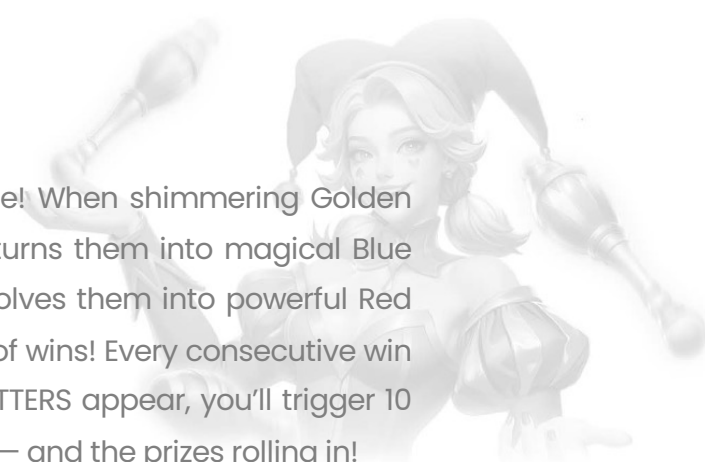 e! When shimmering Golden
turns them into magical Blue
olves them into powerful Red
of wins! Every consecutive win
TTERS appear, you’ll trigger 10
— and the prizes rolling in!